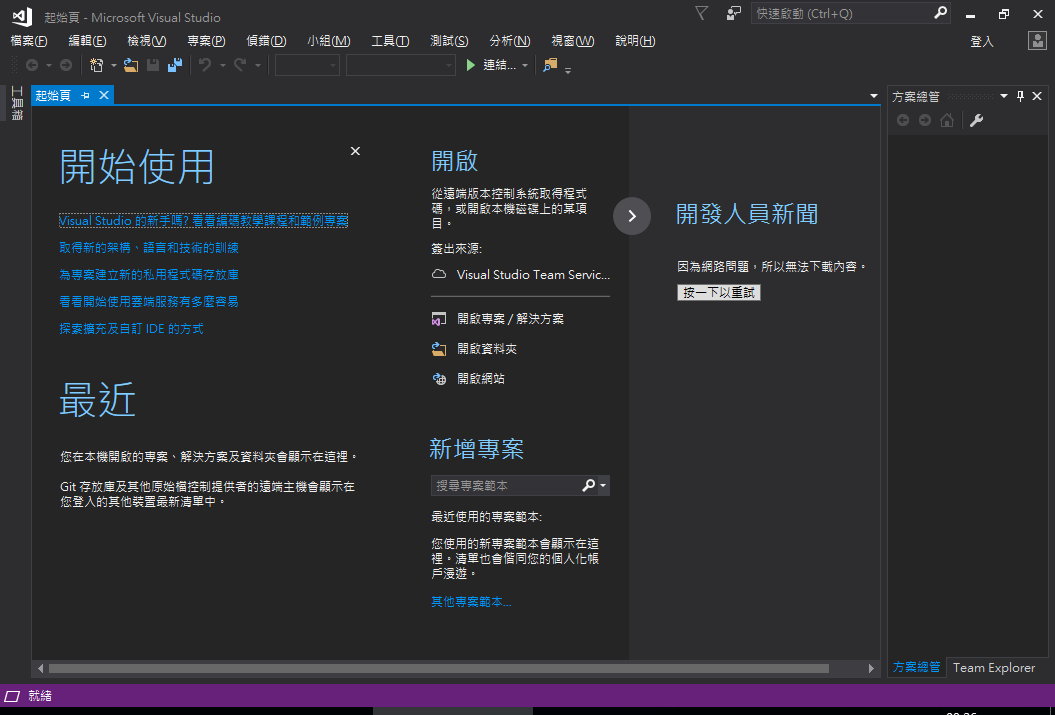 起始頁 - Microsoft Visual Studio
快速啟動 (Ctrl+Q)
檔案(F) 編輯(E) 檢視(V) 專案(P) 偵錯(D) 小組(M) 工具(T) 測試(S) 分析(N) 視窗(W) 說明(H)
登入
連結...
工具箱
起始頁
方案總管
開始使用
Visual Studio 的新手嗎? 看看編碼教學課程和範例專案
取得新的架構、語言和技術的訓練
為專案建立新的私用程式碼存放庫
看看開始使用雲端服務有多麼容易
探索擴充及自訂 IDE 的方式
最近
您在本機開啟的專案、解決方案及資料夾會顯示在這裡。
Git 存放庫及其他原始檔控制提供者的遠端主機會顯示在
您登入的其他裝置最新清單中。
開啟
從遠端版本控制系統取得程式
碼，或開啟本機磁碟上的某項
目。
簽出來源:
Visual Studio Team Servic...
開啟專案 / 解決方案
開啟資料夾
開啟網站
新增專案
搜尋專案範本
最近使用的專案範本:
您使用的新專案範本會顯示在這
裡。清單也會偕同您的個人化帳
戶漫遊。
其他專案範本...
開發人員新聞
因為網路問題，所以無法下載內容。
按一下以重試
方案總管 Team Explorer
就緒